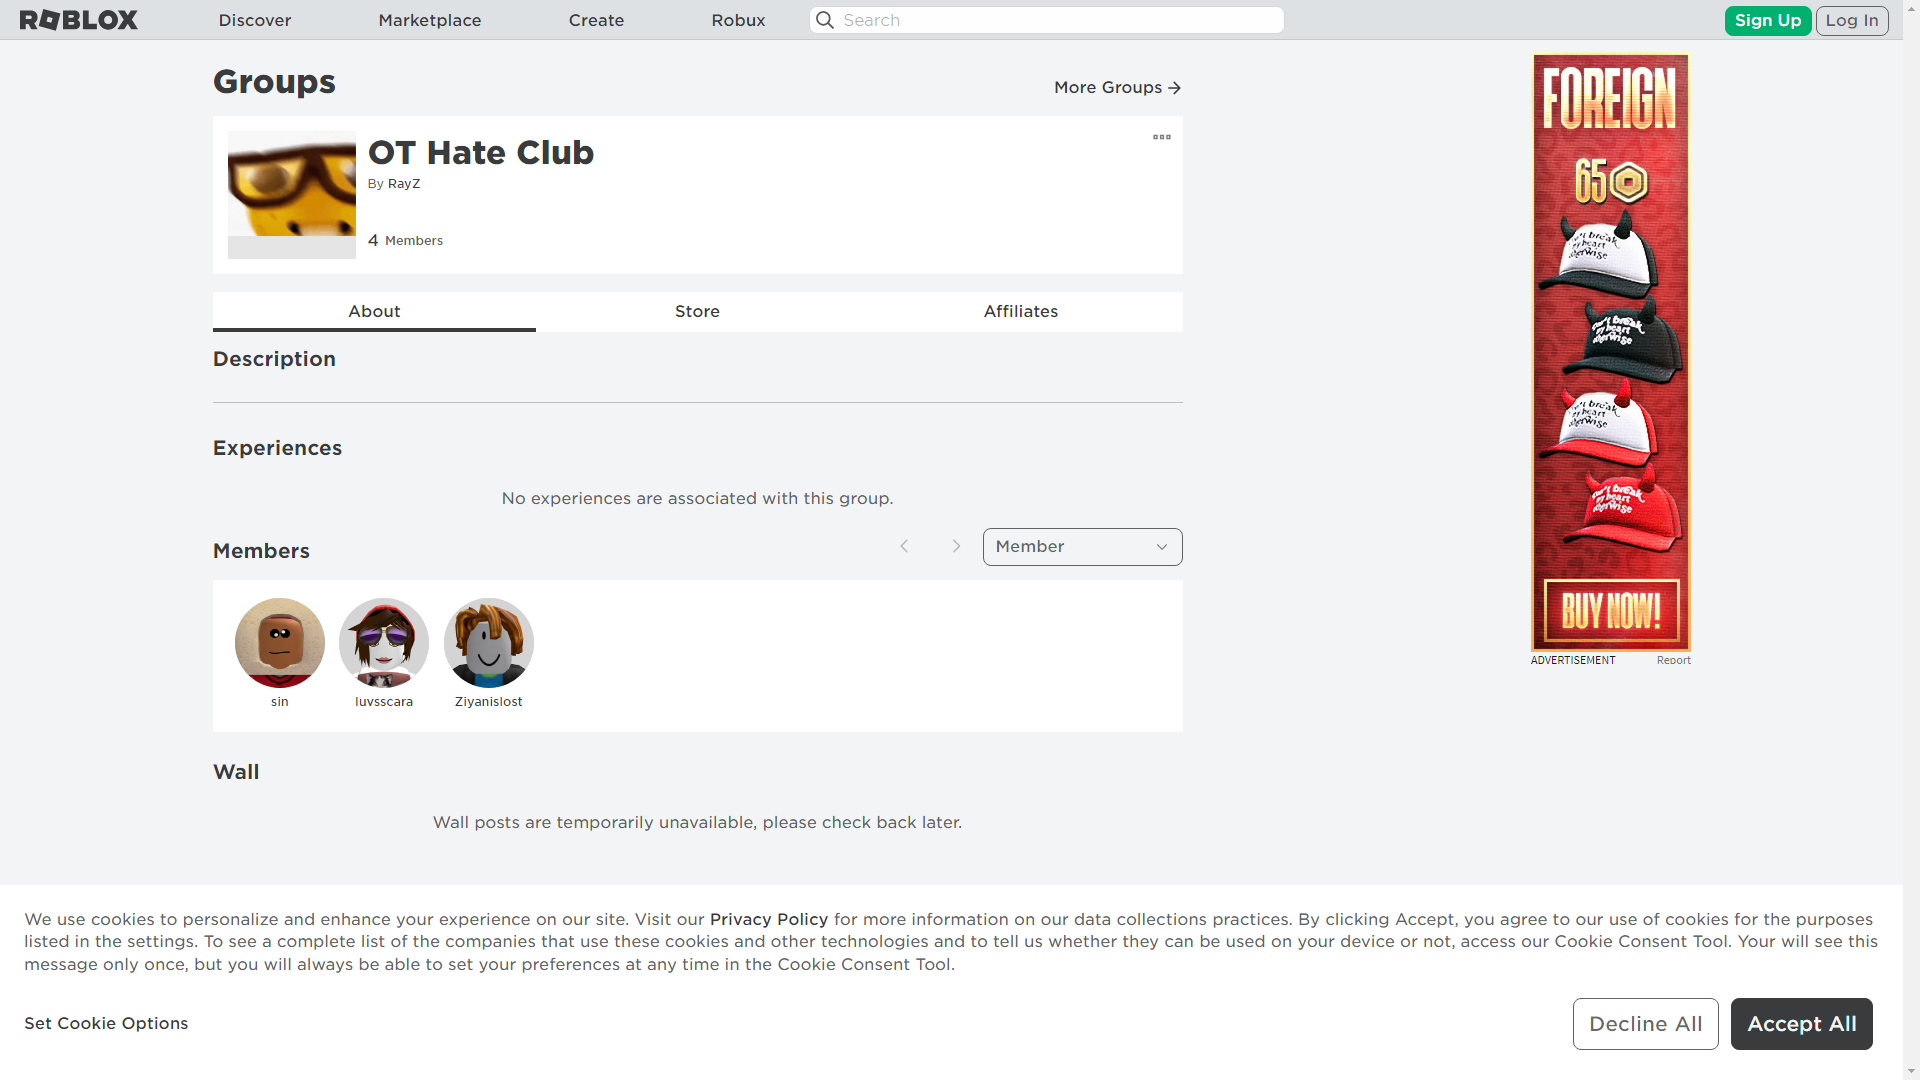 ROBLOX
Discover
Marketplace
Create
Robux
Search
Sign Up
Log In
Groups
More Groups
OT Hate Club
By RayZ
4 Members
About
Store
Affiliates
Description
Experiences
No experiences are associated with this group.
Members
Member
sin
luvsscara
Ziyanislost
Wall
Wall posts are temporarily unavailable, please check back later.
FOREIGN
65
BUY NOW!
ADVERTISEMENT
Report
We use cookies to personalize and enhance your experience on our site. Visit our Privacy Policy for more information on our data collections practices. By clicking Accept, you agree to our use of cookies for the purposes
listed in the settings. To see a complete list of the companies that use these cookies and other technologies and to tell us whether they can be used on your device or not, access our Cookie Consent Tool. Your will see this
message only once, but you will always be able to set your preferences at any time in the Cookie Consent Tool.
Set Cookie Options
Decline All
Accept All